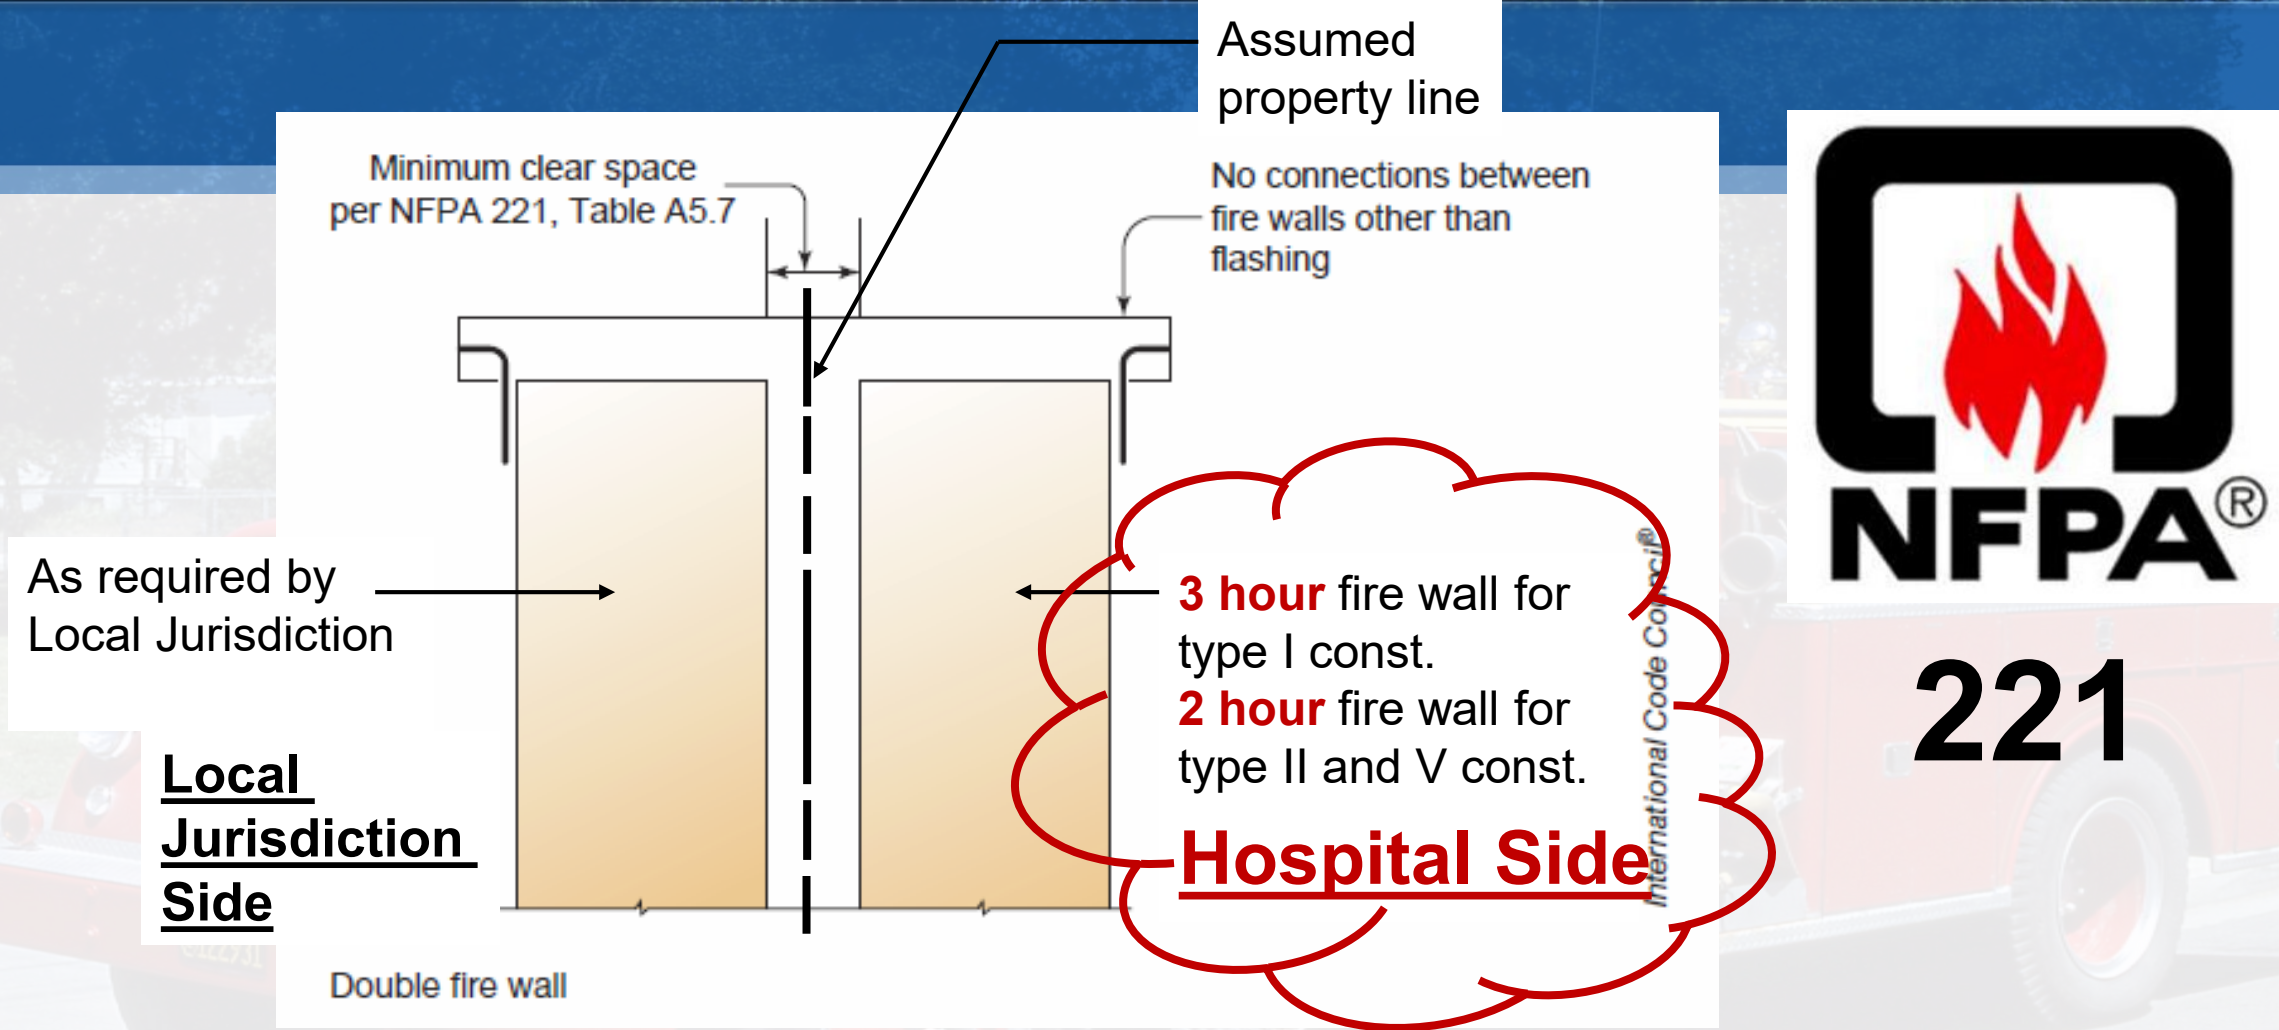 Assumed
property line
Minimum clear space
per NFPA 221, Table A5.7
No connections between
fire walls other than
flashing
NFPA®
221
As required by
Local Jurisdiction
3 hour fire wall for
type I const.
2 hour fire wall for
type II and V const.
Hospital Side
International Code Council®
Local
Jurisdiction
Side
Double fire wall